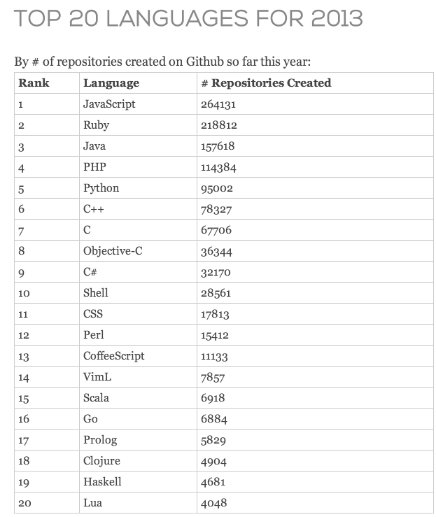 TOP 20 LANGUAGES FOR 2013
By # of repositories created on Github so far this year:
Rank Language # Repositories Created
1 JavaScript 264131
2 Ruby 218812
3 Java 157618
4 PHP 114384
5 Python 95002
6 C++ 78327
7 C 67706
8 Objective-C 36344
9 C# 32170
10 Shell 28561
11 CSS 17813
12 Perl 15412
13 CoffeeScript 11133
14 VimL 7857
15 Scala 6918
16 Go 6884
17 Prolog 5829
18 Clojure 4904
19 Haskell 4681
20 Lua 4048